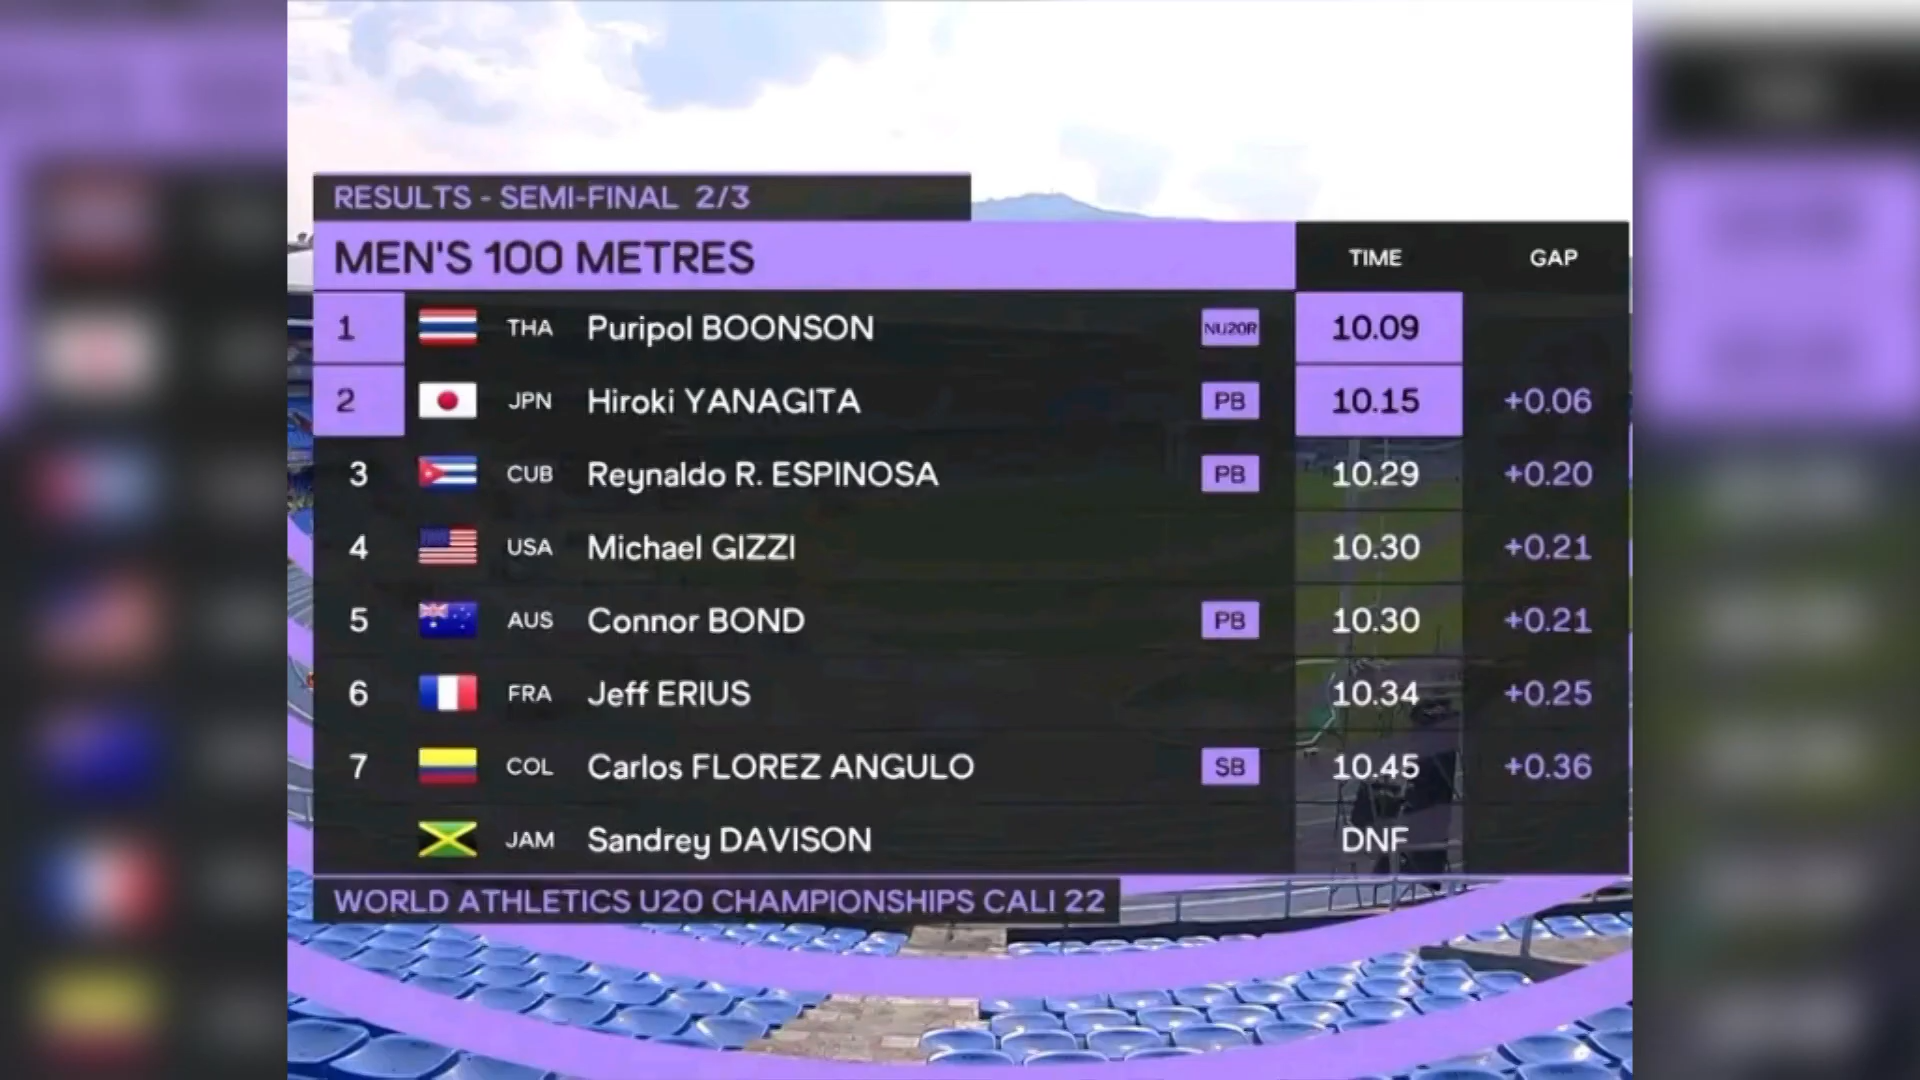 RESULTS - SEMI-FINAL 2/3
MEN'S 100 METRES TIME GAP
1 THA Puripol BOONSON NU20R 10.09
2 JPN Hiroki YANAGITA PB 10.15 +0.06
3 CUB Reynaldo R. ESPINOSA PB 10.29 +0.20
4 USA Michael GIZZI 10.30 +0.21
5 AUS Connor BOND PB 10.30 +0.21
6 FRA Jeff ERIUS 10.34 +0.25
7 COL Carlos FLOREZ ANGULO SB 10.45 +0.36
JAM Sandrey DAVISON DNF
WORLD ATHLETICS U20 CHAMPIONSHIPS CALI 22